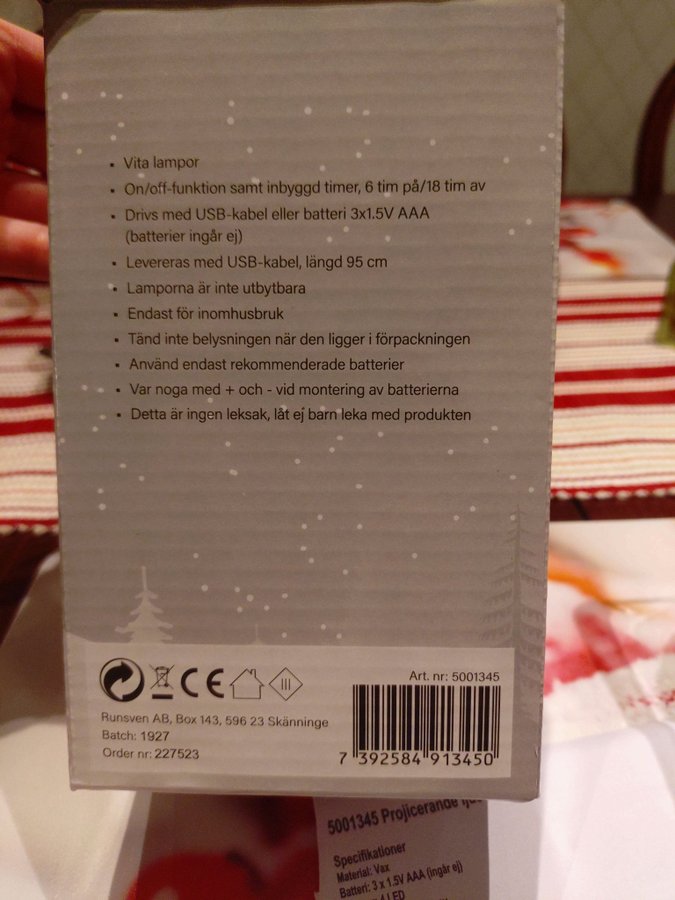 • Vita lampor
• On/off-funktion samt inbyggd timer, 6 tim på/18 tim av
• Drivs med USB-kabel eller batteri 3x1.5V AAA
(batterier ingår ej)
• Levereras med USB-kabel, längd 95 cm
• Lamporna är inte utbytbara
• Endast för inomhusbruk
• Tänd inte belysningen när den ligger i förpackningen
• Använd endast rekommenderade batterier
• Var noga med + och - vid montering av batterierna
• Detta är ingen leksak, låt ej barn leka med produkten
CE
III
Art. nr: 5001345
Runsven AB, Box 143, 596 23 Skänninge
Batch: 1927
Order nr: 227523
7 392584 913450
5001345 Projicerande
Specifikationer
Material: Vax
Batteri: 3 x 1.5V AAA (ingår ej)
LED